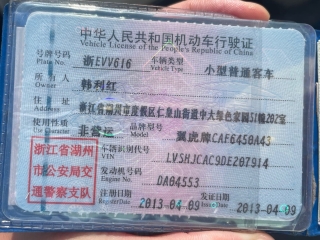 中华人民共和国机动车行驶证
Vehicle License of the People's Republic of China
号牌号码 浙EVV616 车辆类型 小型普通客车
Plate No. Vehicle Type
所有人 韩利红
Owner
住址 浙江省湖州市度假区仁皇山街道中大绿色家园51幢202室
Address
使用性质 非营运 品牌型号 翼虎牌CAF6450A43
Use Character Model
浙江省湖州
市公安局交
通警察支队
车辆识别代号 LVSHJCAC9DE207914
VIN
发动机号码 DA04553
Engine No.
注册日期 2013-04-09 发证日期 2013-04-09
Register Date Issue Date